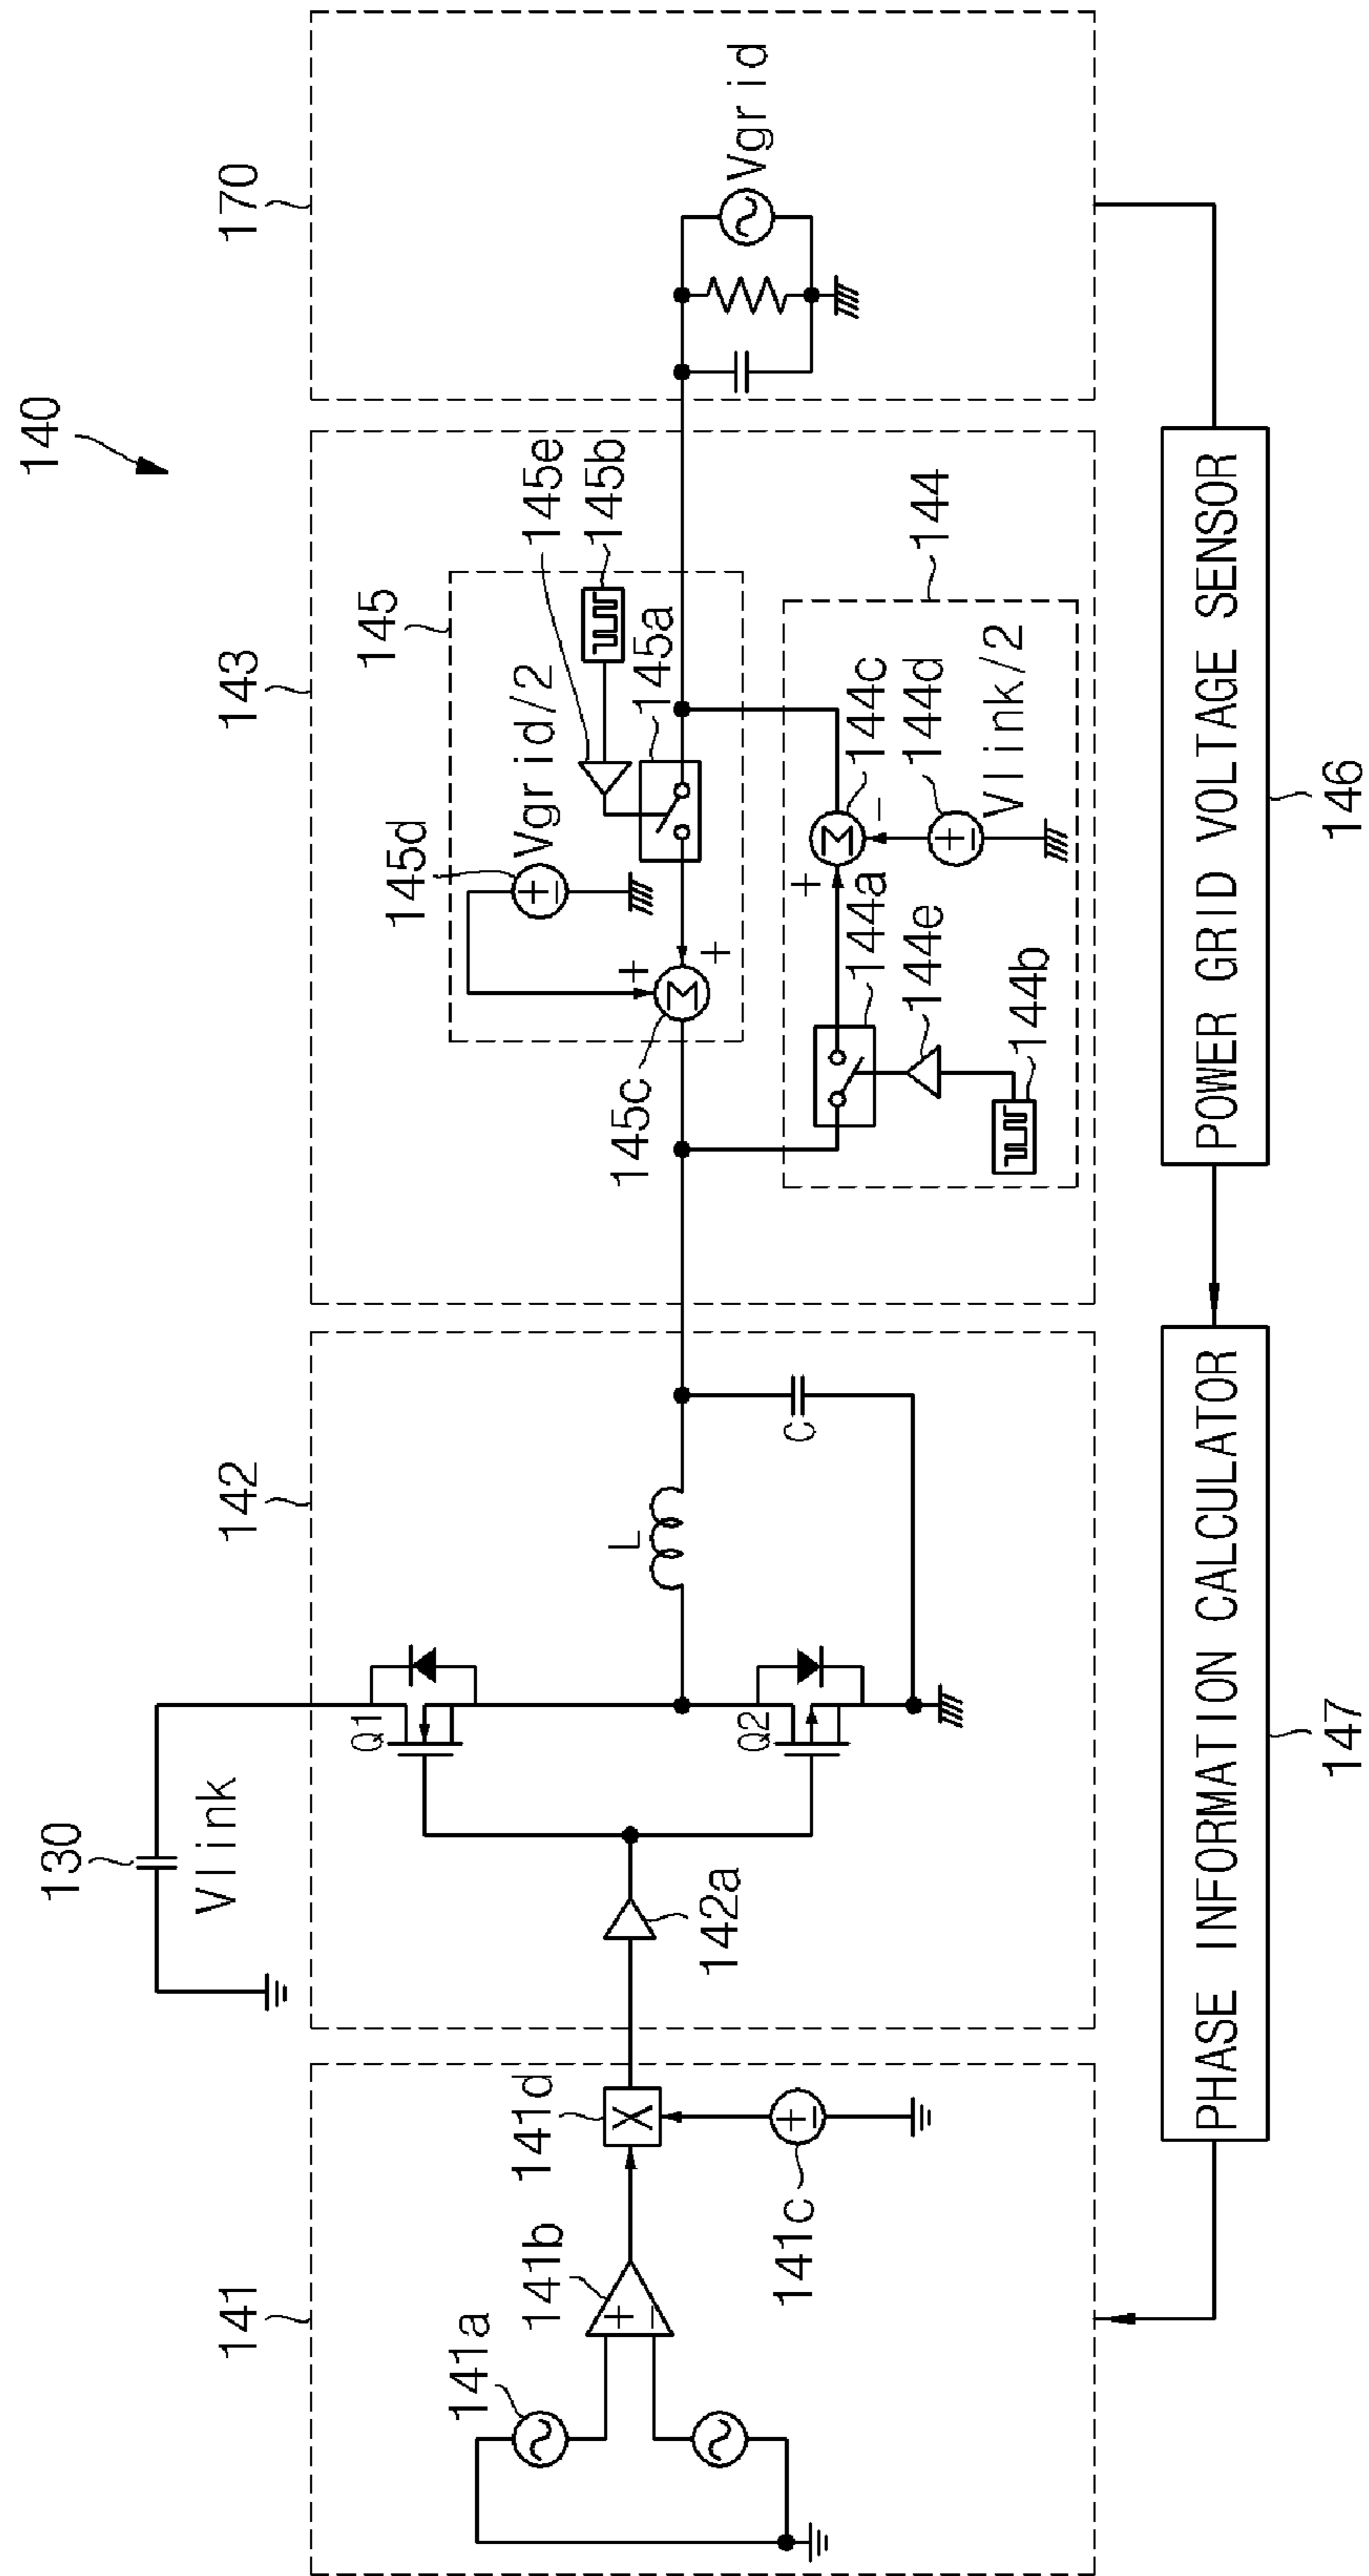 140
130
Vlink
141
142
143
170
141a
141b
141d
141c
142a
Q1
Q2
L
C
145
145d
Vgrid/2
145e
145b
145a
+
+
145c
144
144a
144e
144b
+
-
144c
144d
Vlink/2
Vgrid
+
-
X
Σ
Σ
PHASE INFORMATION CALCULATOR
147
POWER GRID VOLTAGE SENSOR
146